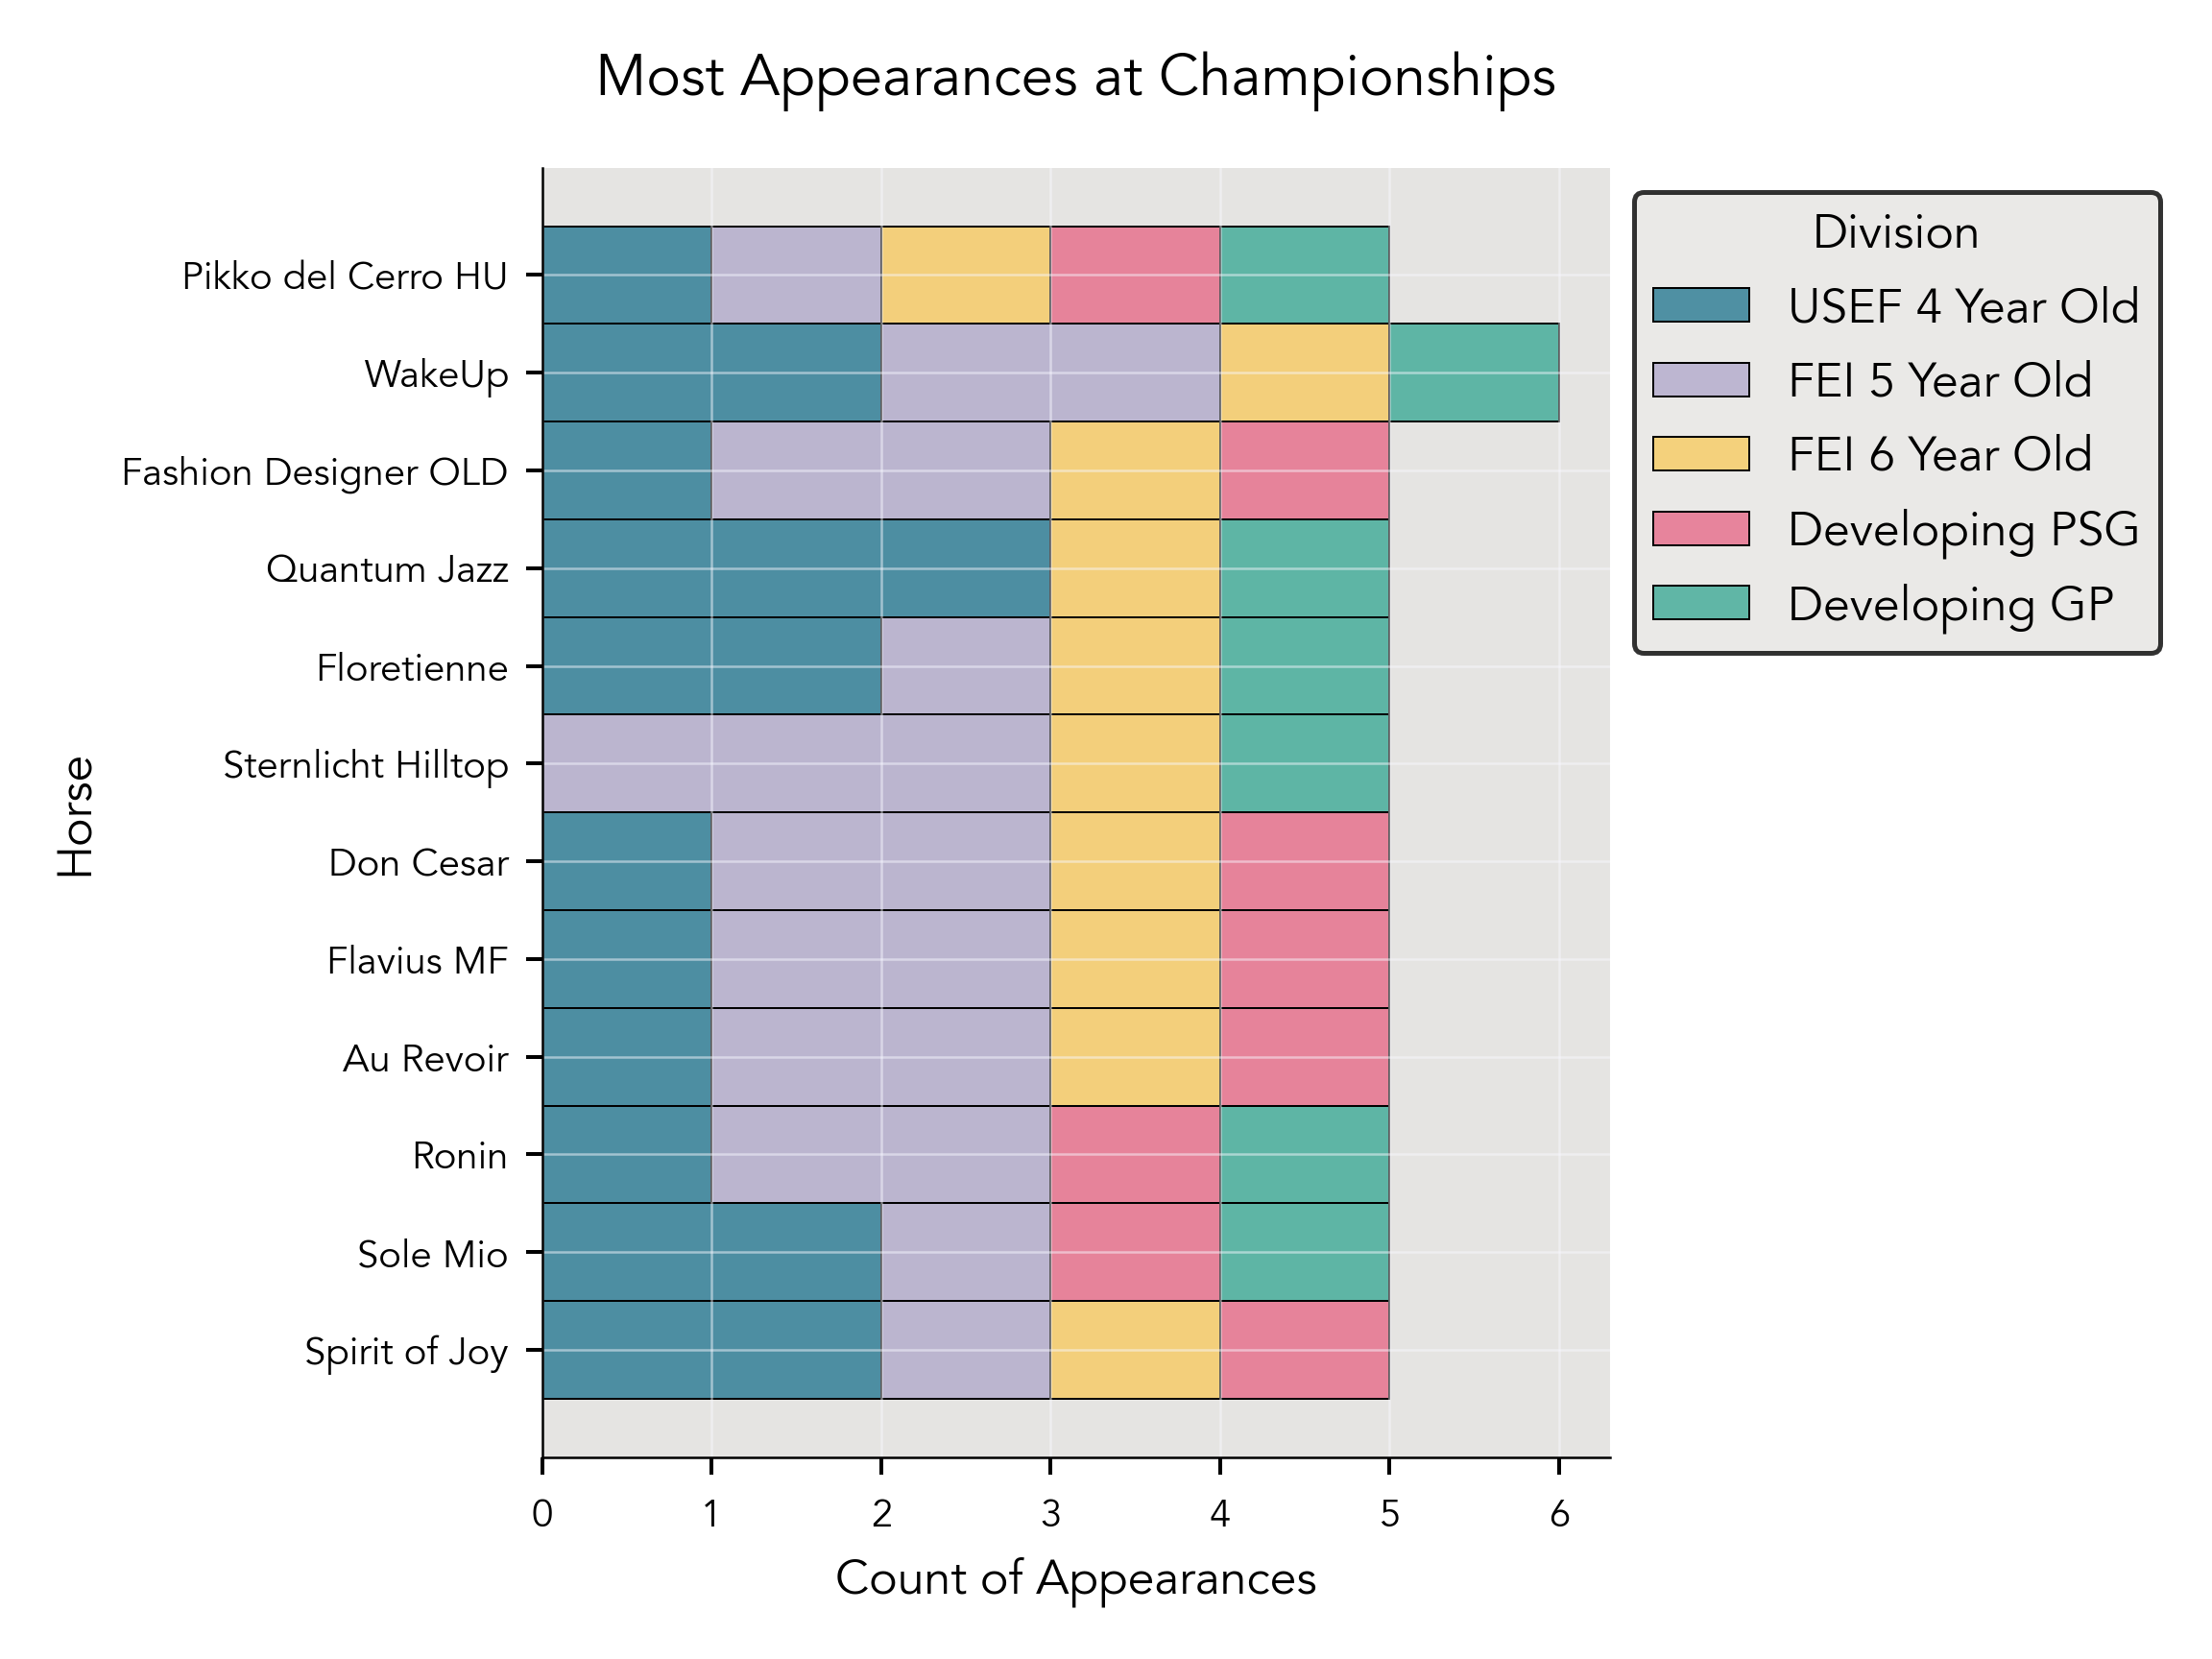 Most Appearances at Championships
Pikko del Cerro HU
WakeUp
Fashion Designer OLD
Quantum Jazz
Floretienne
Sternlicht Hilltop
Don Cesar
Flavius MF
Au Revoir
Ronin
Sole Mio
Spirit of Joy
Horse
0 1 2 3 4 5 6
Count of Appearances
Division
USEF 4 Year Old
FEI 5 Year Old
FEI 6 Year Old
Developing PSG
Developing GP